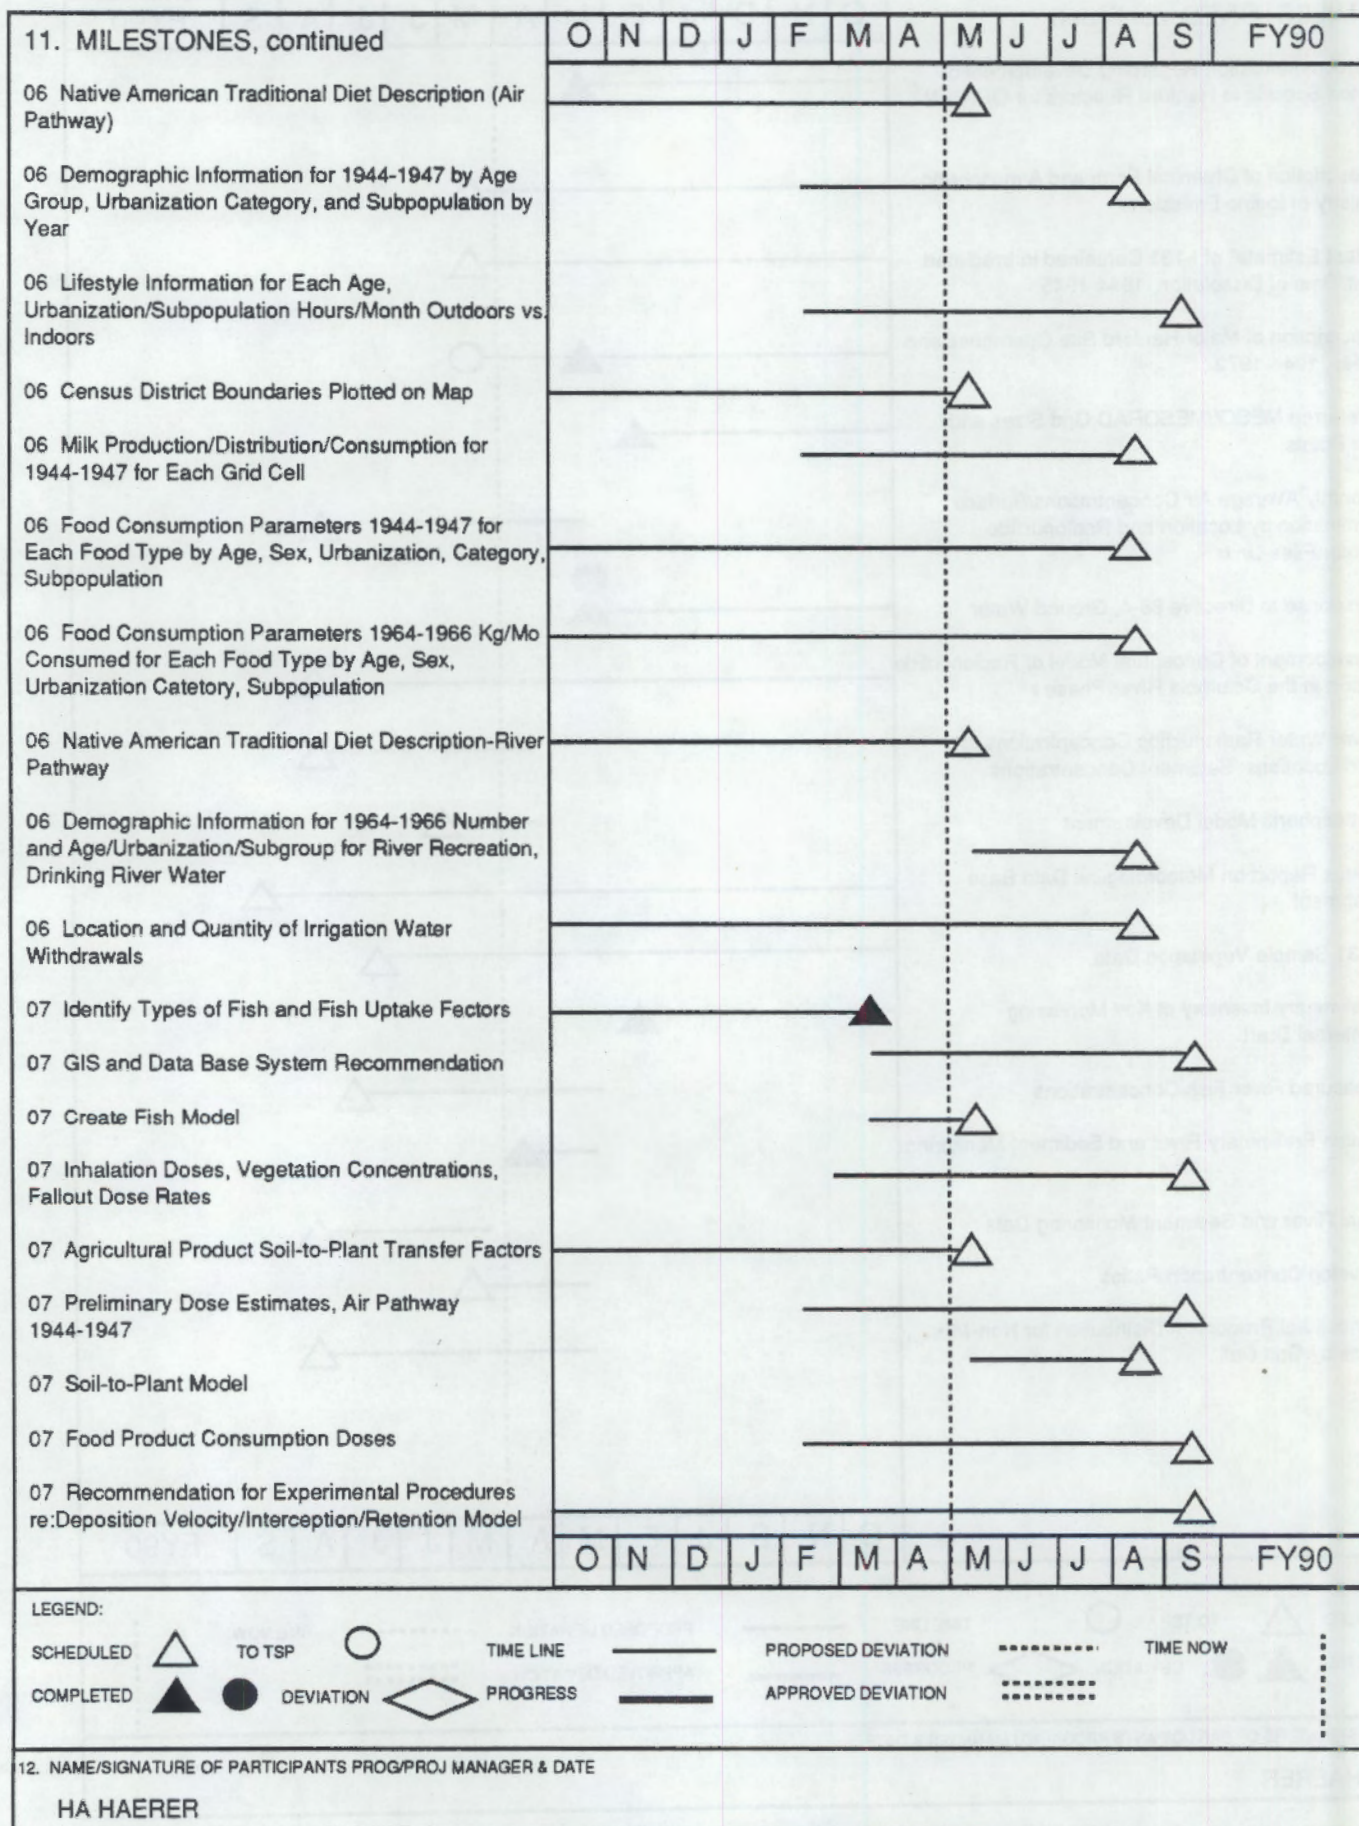 11. MILESTONES, continued
O N D J F M A M J J A S FY90
06 Native American Traditional Diet Description (Air
Pathway)
06 Demographic Information for 1944-1947 by Age
Group, Urbanization Category, and Subpopulation by
Year
06 Lifestyle Information for Each Age,
Urbanization/Subpopulation Hours/Month Outdoors vs.
Indoors
06 Census District Boundaries Plotted on Map
06 Milk Production/Distribution/Consumption for
1944-1947 for Each Grid Cell
06 Food Consumption Parameters 1944-1947 for
Each Food Type by Age, Sex, Urbanization, Category,
Subpopulation
06 Food Consumption Parameters 1964-1966 Kg/Mo
Consumed for Each Food Type by Age, Sex,
Urbanization Catetory, Subpopulation
06 Native American Traditional Diet Description-River
Pathway
06 Demographic Information for 1964-1966 Number
and Age/Urbanization/Subgroup for River Recreation,
Drinking River Water
06 Location and Quantity of Irrigation Water
Withdrawals
07 Identify Types of Fish and Fish Uptake Fectors
07 GIS and Data Base System Recommendation
07 Create Fish Model
07 Inhalation Doses, Vegetation Concentrations,
Fallout Dose Rates
07 Agricultural Product Soil-to-Plant Transfer Factors
07 Preliminary Dose Estimates, Air Pathway
1944-1947
07 Soil-to-Plant Model
07 Food Product Consumption Doses
07 Recommendation for Experimental Procedures
re:Deposition Velocity/Interception/Retention Model
O N D J F M A M J J A S FY90
LEGEND:
SCHEDULED TO TSP TIME LINE PROPOSED DEVIATION TIME NOW
COMPLETED DEVIATION PROGRESS APPROVED DEVIATION
12. NAME/SIGNATURE OF PARTICIPANTS PROG/PROJ MANAGER & DATE
HA HAERER